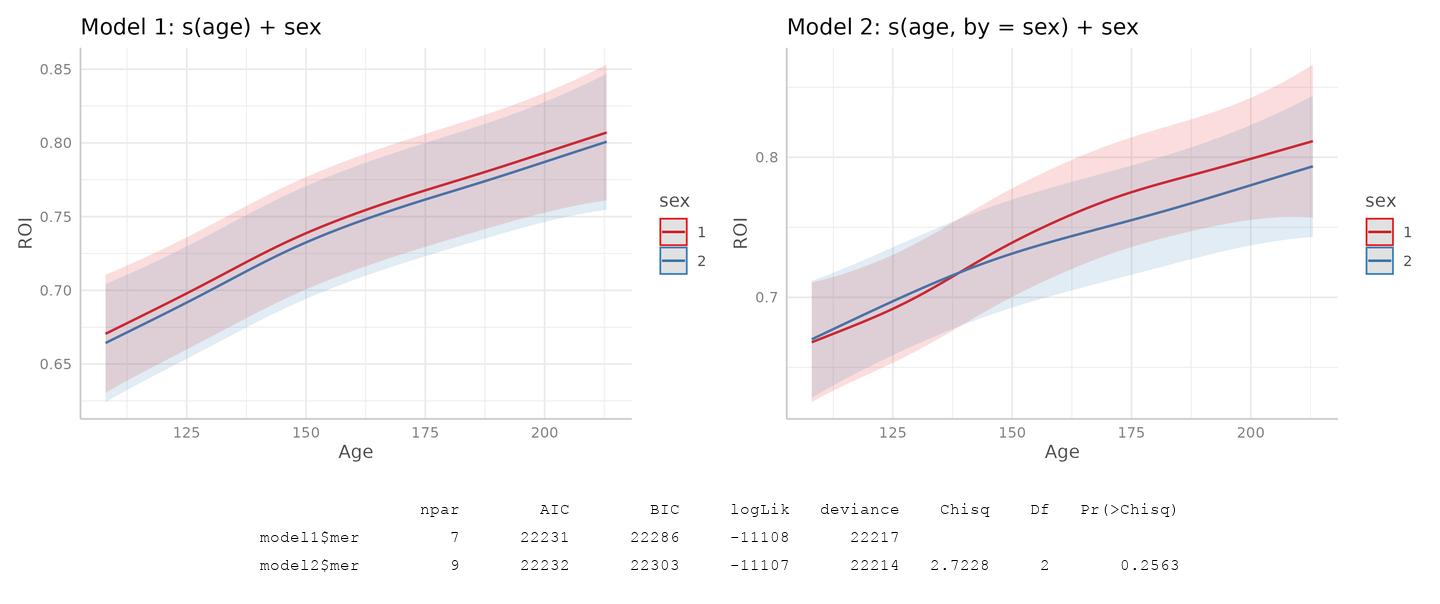 Model 1: s(age) + sex
0.85
0.80
0.75
0.70
0.65
ROI
125 150 175 200
Age
sex
1
2
Model 2: s(age, by = sex) + sex
0.8
0.7
ROI
125 150 175 200
Age
sex
1
2
npar AIC BIC logLik deviance Chisq Df Pr(>Chisq)
model1$mer 7 22231 22286 -11108 22217
model2$mer 9 22232 22303 -11107 22214 2.7228 2 0.2563